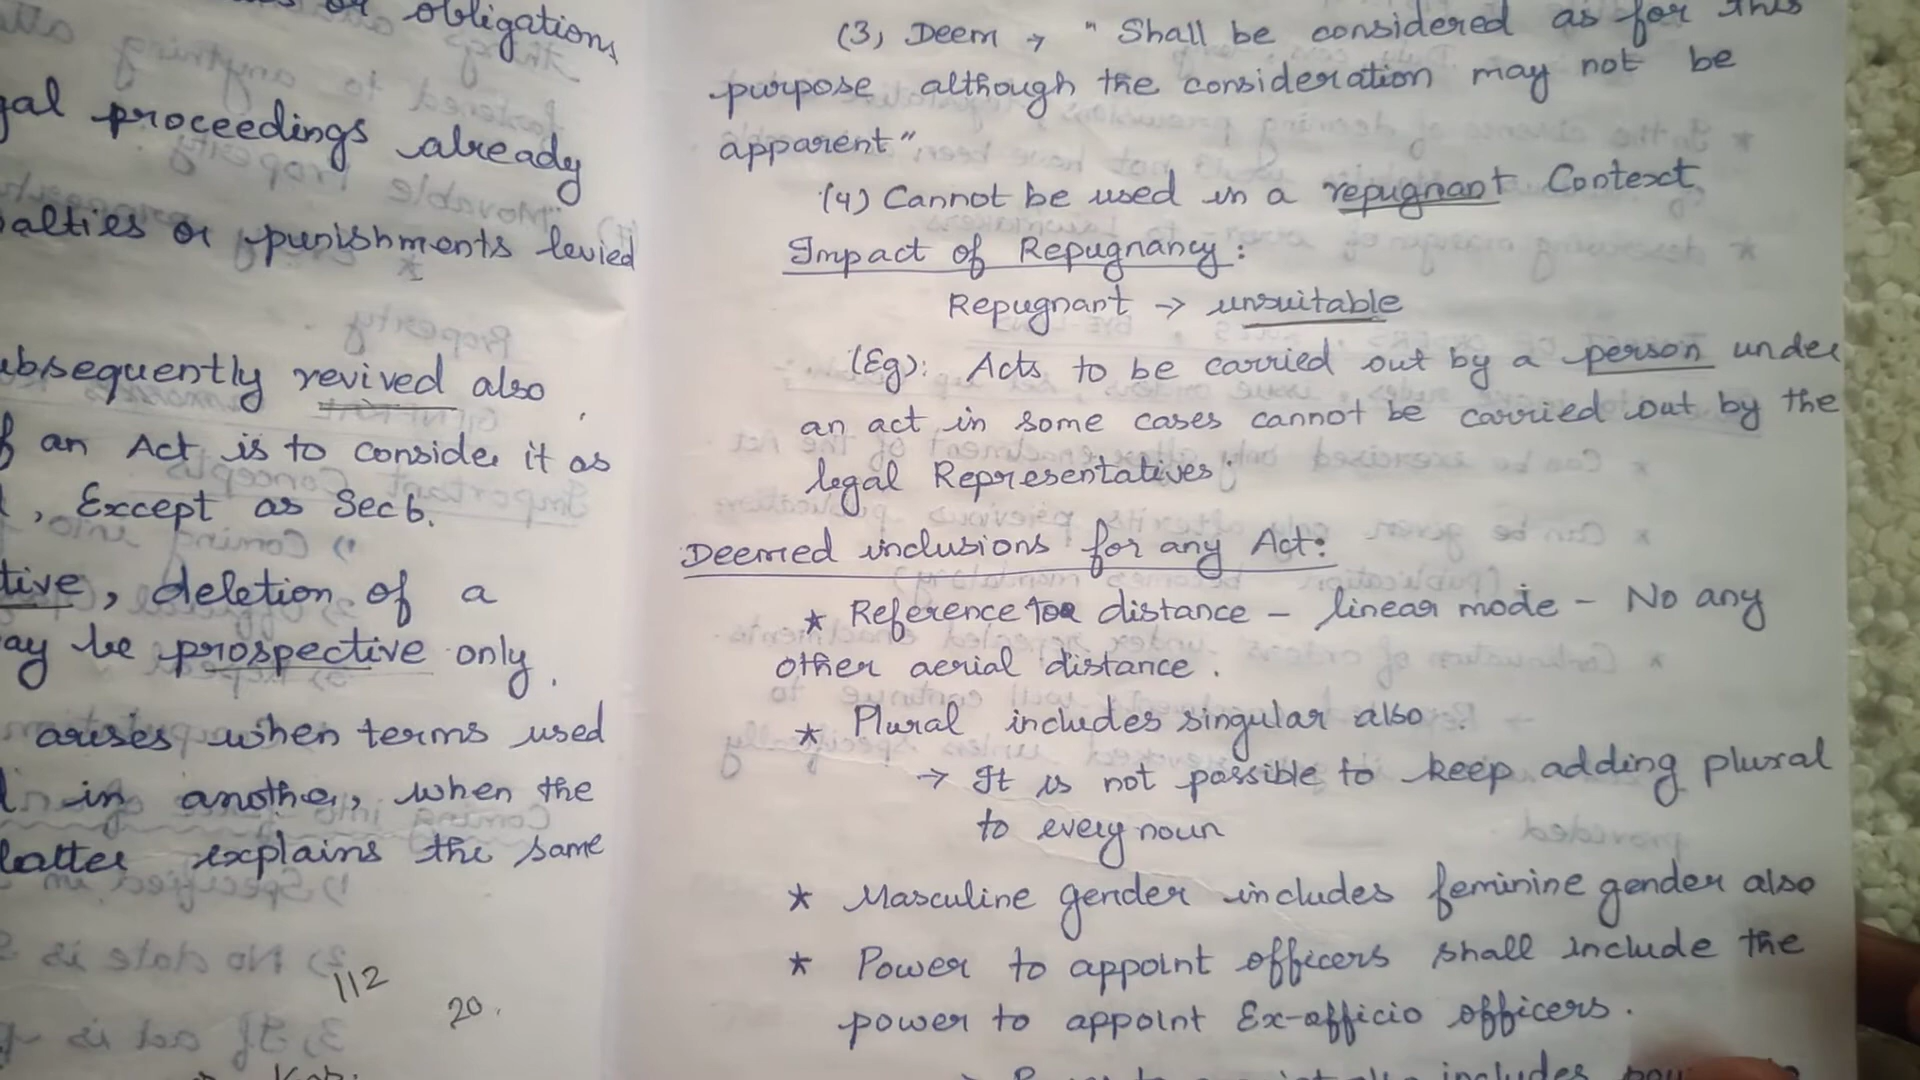 or obligations
gal proceedings already
alties or punishments levied
ubsequently revived also
f an Act is to consider it as
, Except as Sec 6.
tive, deletion of a
ay be prospective only.
arises when terms used
in another, when the
latter explains the same
112
20.
(3) Deem → "Shall be considered as for this
purpose although the consideration may not be
apparent".
(4) Cannot be used in a repugnant Context
Impact of Repugnancy:
Repugnant → unsuitable
(Eg): Acts to be carried out by a person under
an act in some cases cannot be carried out by the
legal Representatives.
Deemed inclusions for any Act:
* Reference to distance - linear mode - No any
other aerial distance.
* Plural includes singular also.
→ It is not possible to keep adding plural
to every noun
* Masculine gender includes feminine gender also
* Power to appoint officers shall include the
power to appoint Ex-officio officers.
includes